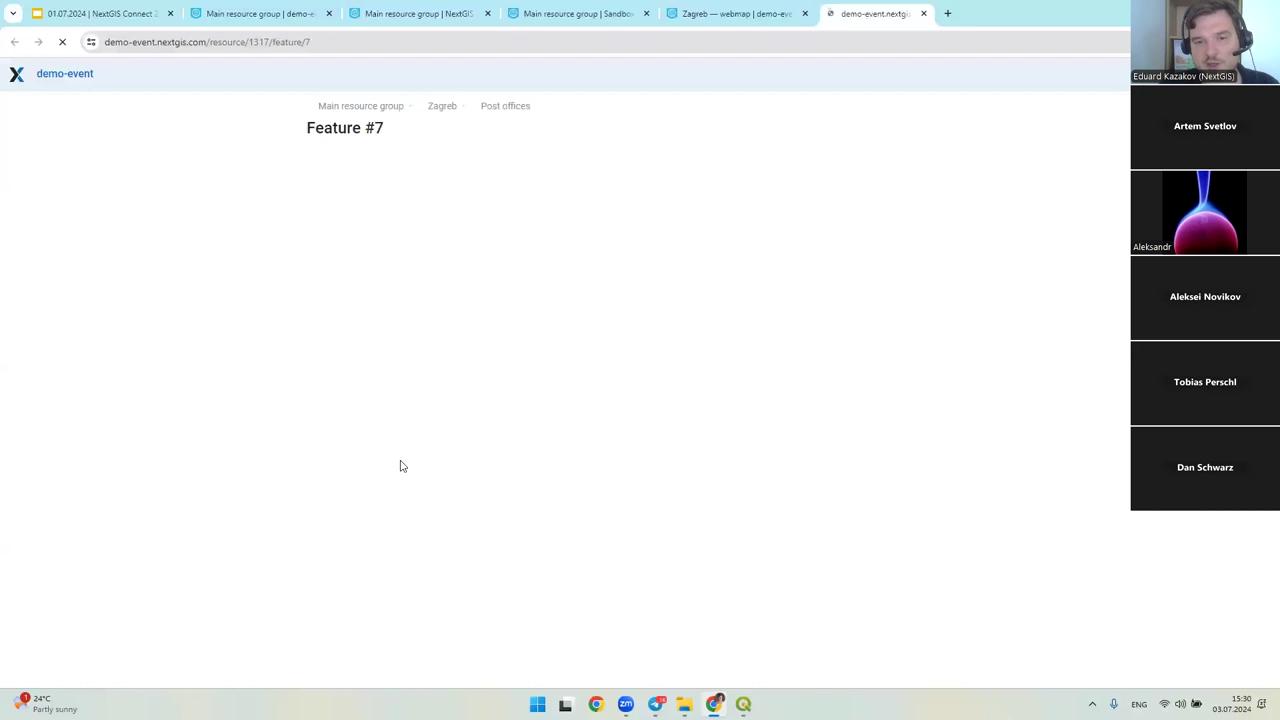 01.07.2024 | NextGIS Connect 2
Main resource group | demo-e
Main resource group | NextGIS
Main resource group | Sandbo
Zagreb — webmap | demo-eve
demo-event.nextgis
demo-event.nextgis.com/resource/1317/feature/7
demo-event
Main resource group
Zagreb
Post offices
Feature #7
Eduard Kazakov (NextGIS)
Artem Svetlov
Aleksandr
Aleksei Novikov
Tobias Perschl
Dan Schwarz
1
24°C
Partly sunny
zm
ENG
15:30
03.07.2024